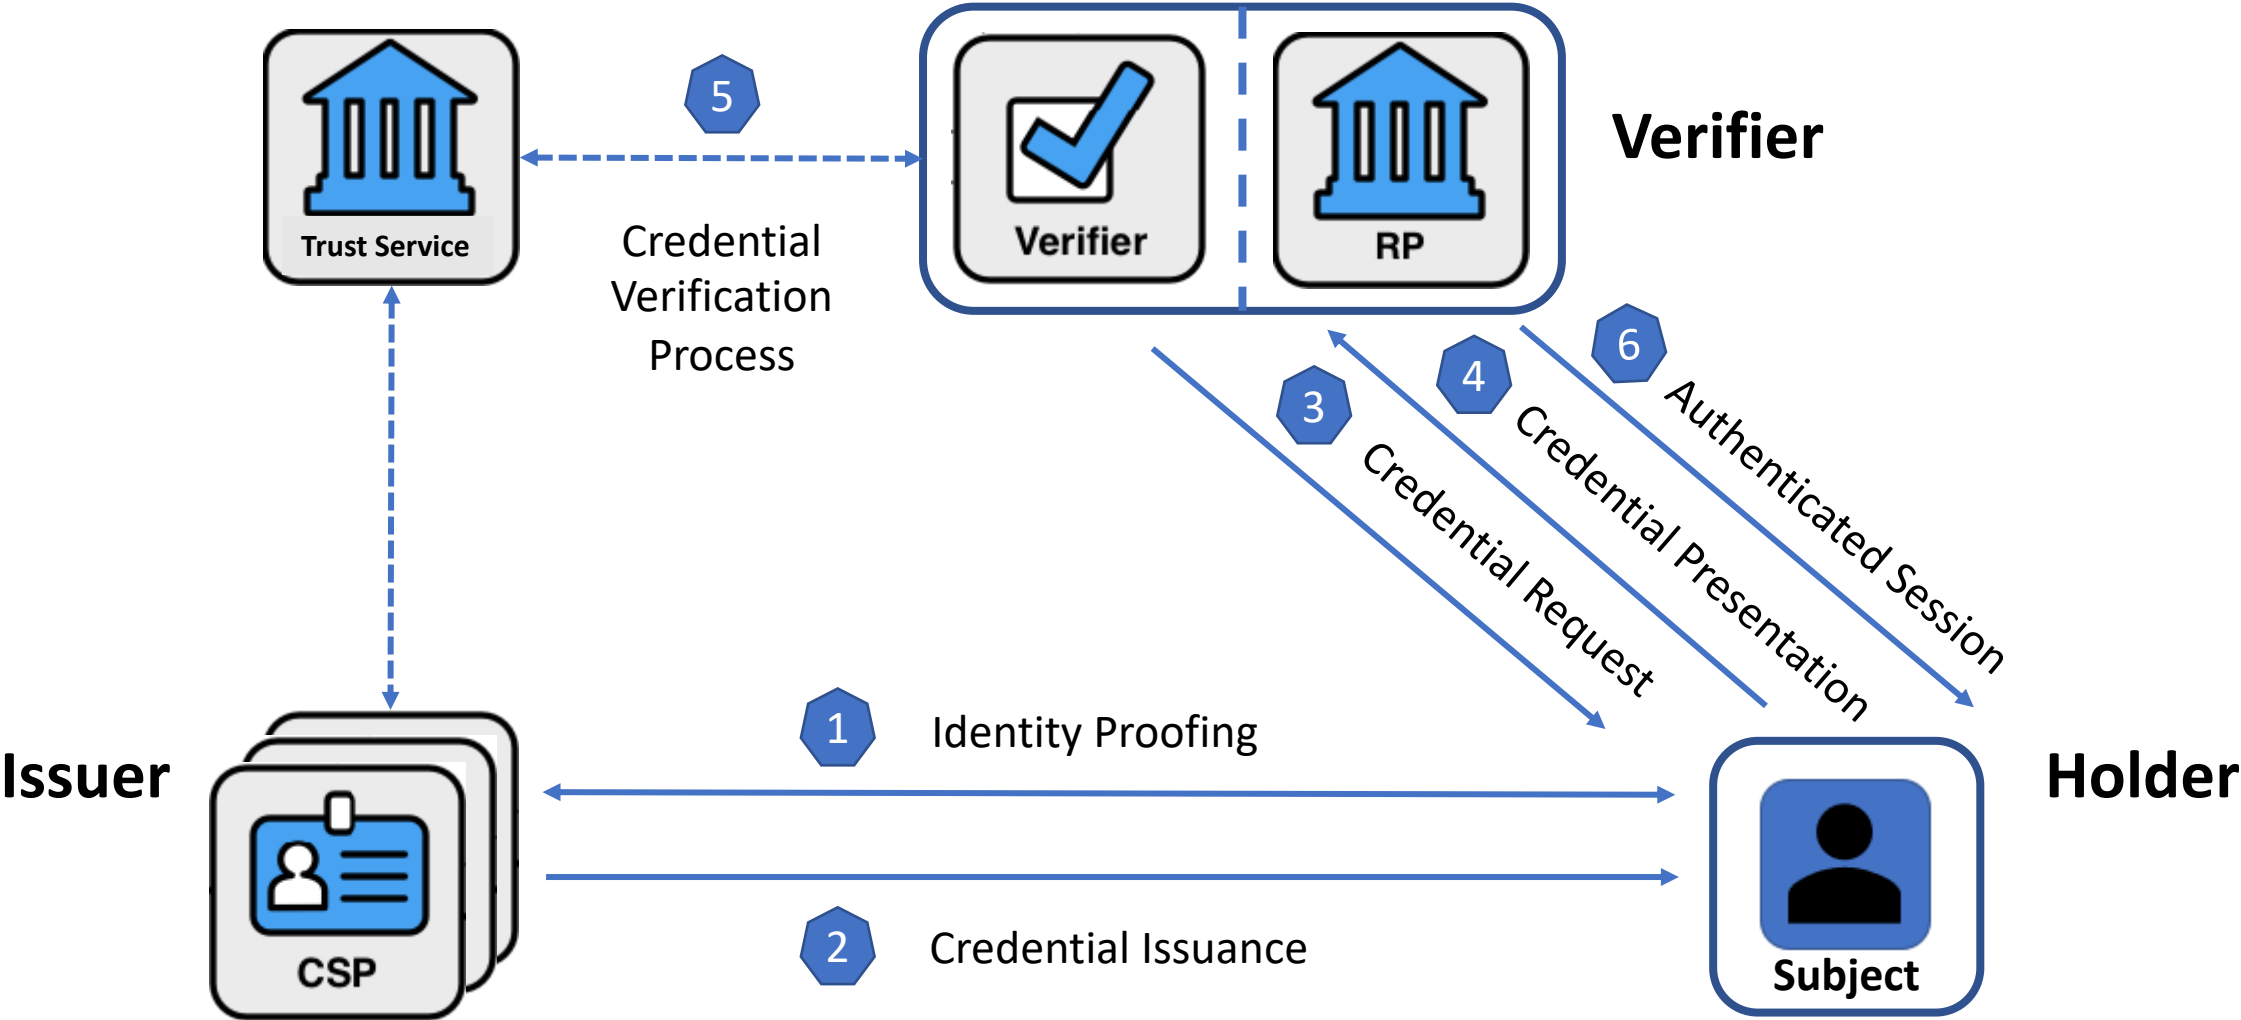 5
Verifier
Trust Service
Verifier
RP
Credential
Verification
Process
6
4
3
Authenticated Session
Credential Presentation
Credential Request
1
Identity Proofing
Issuer
Holder
2
Credential Issuance
CSP
Subject